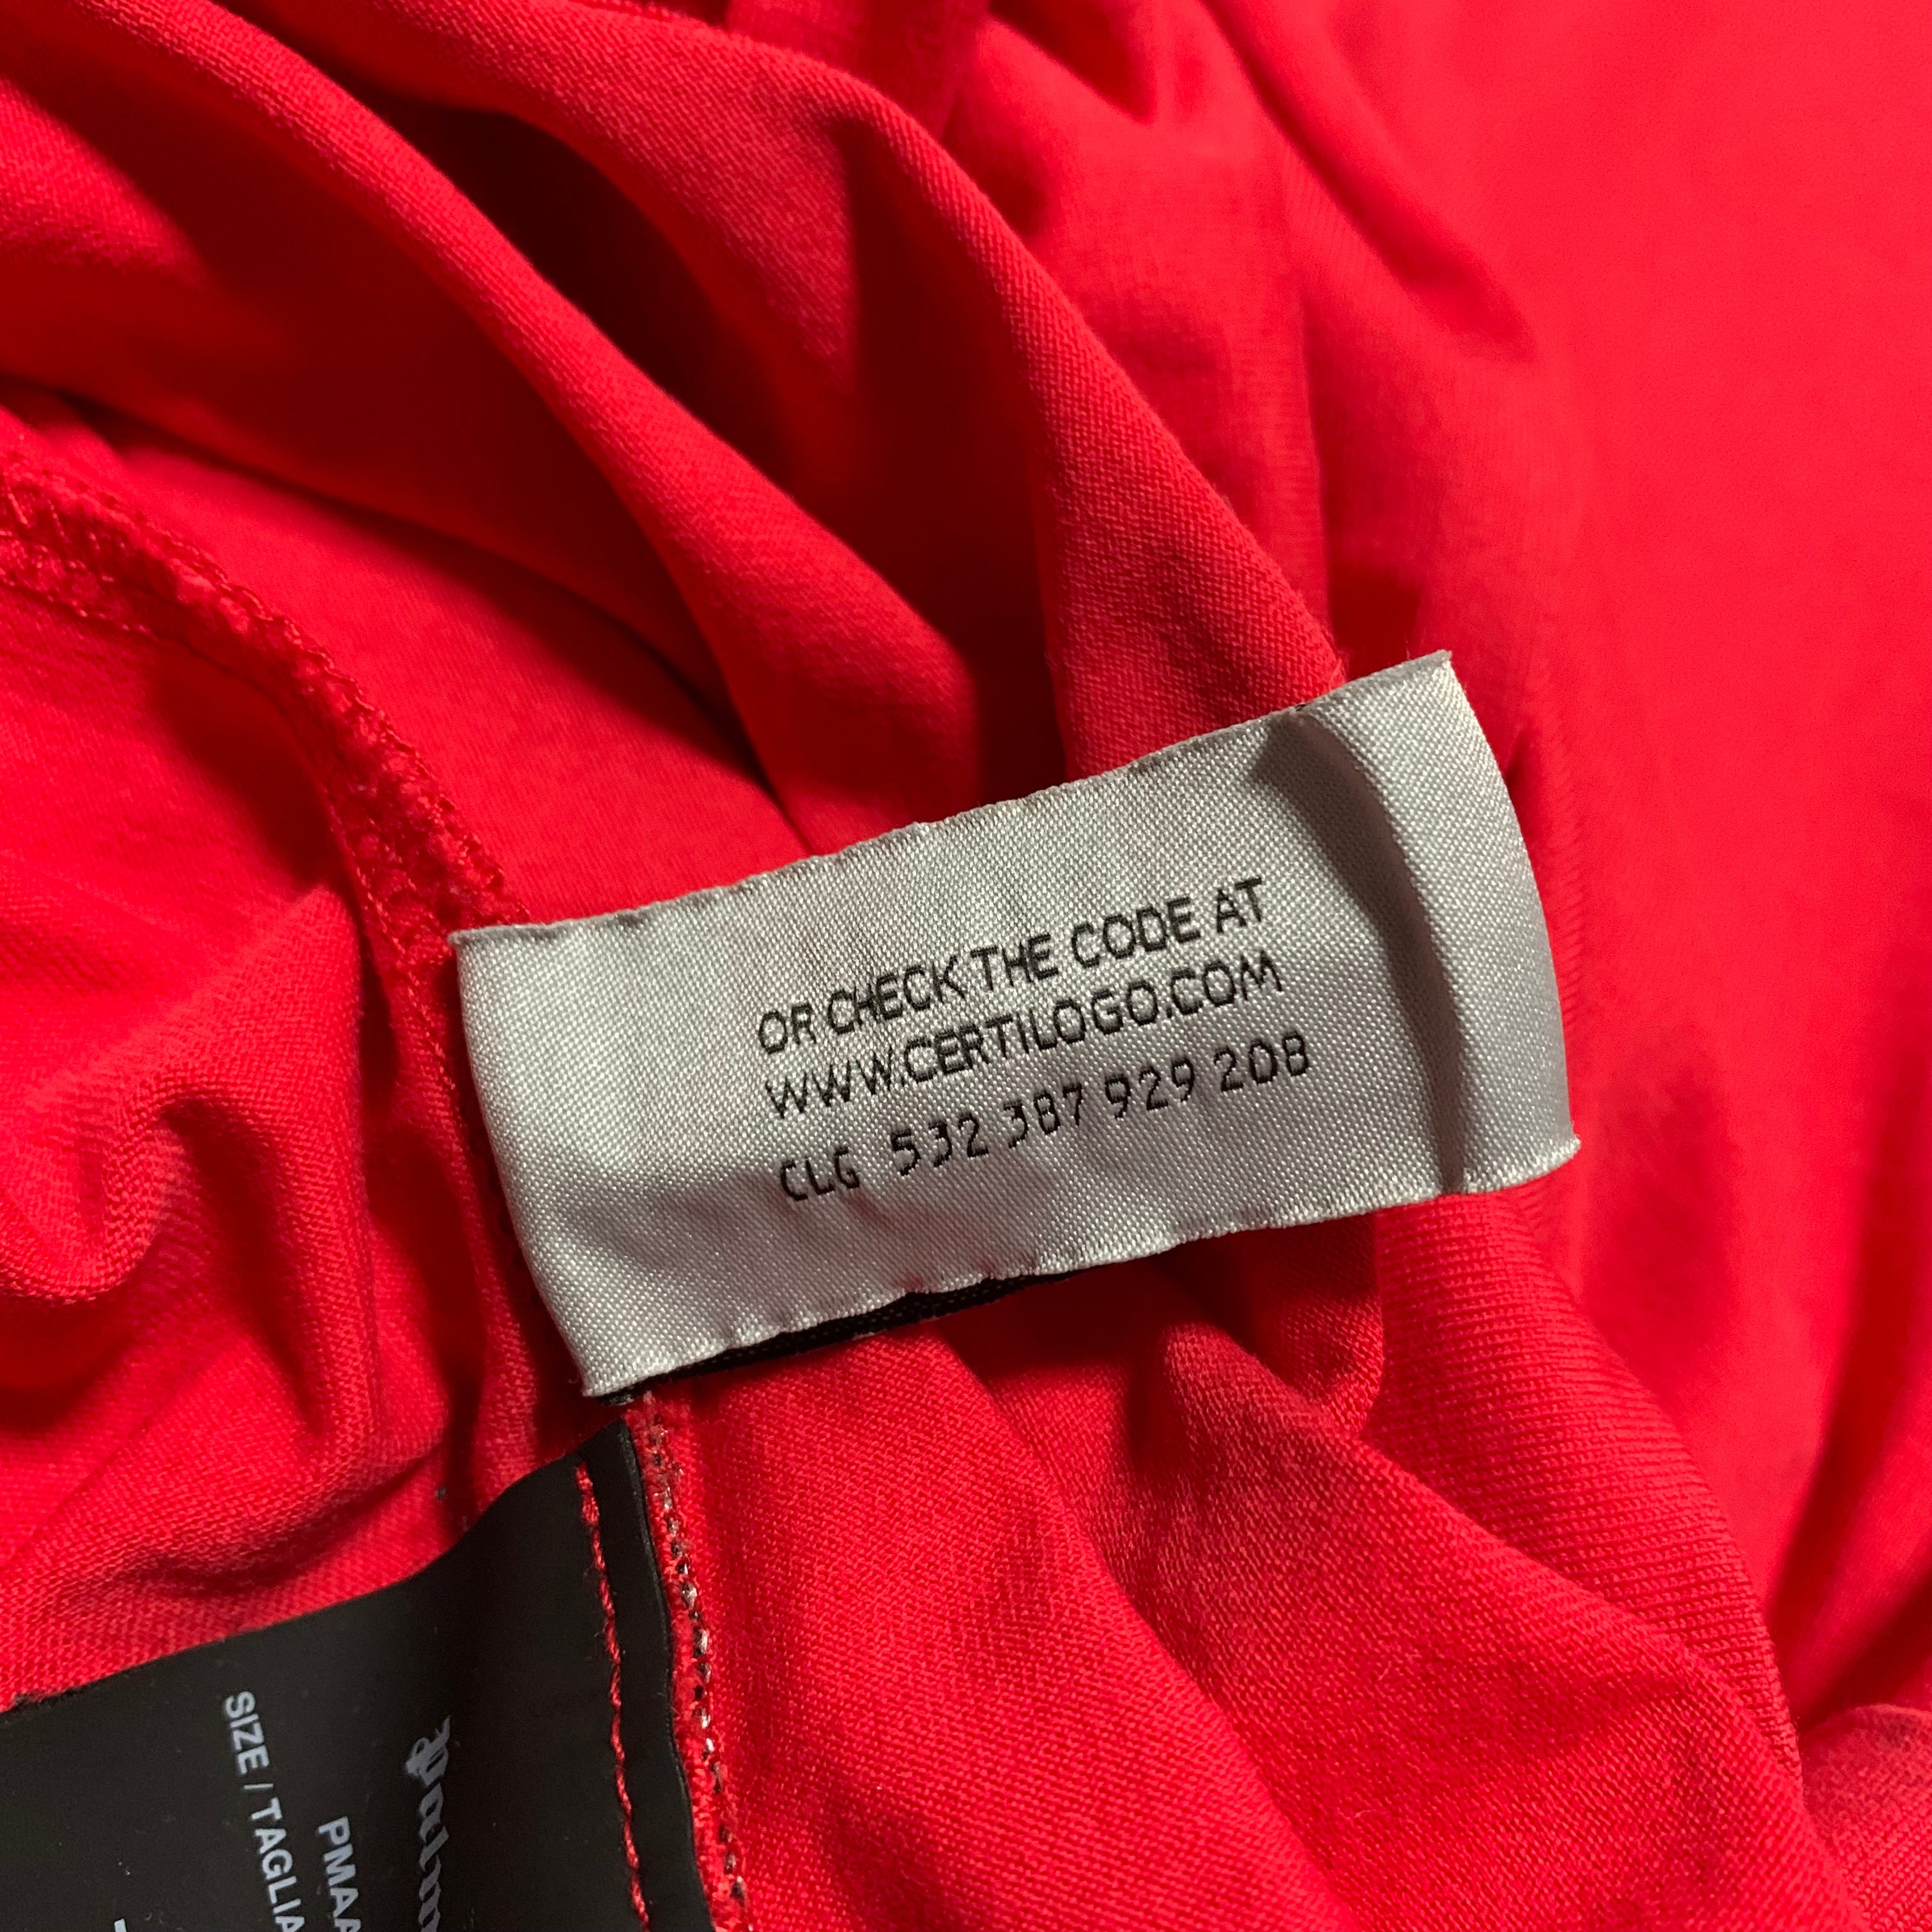 OR CHECK THE CODE AT
WWW.CERTILOGO.COM
CLG 532 387 929 208
SIZE / TAGLIA
PMAA